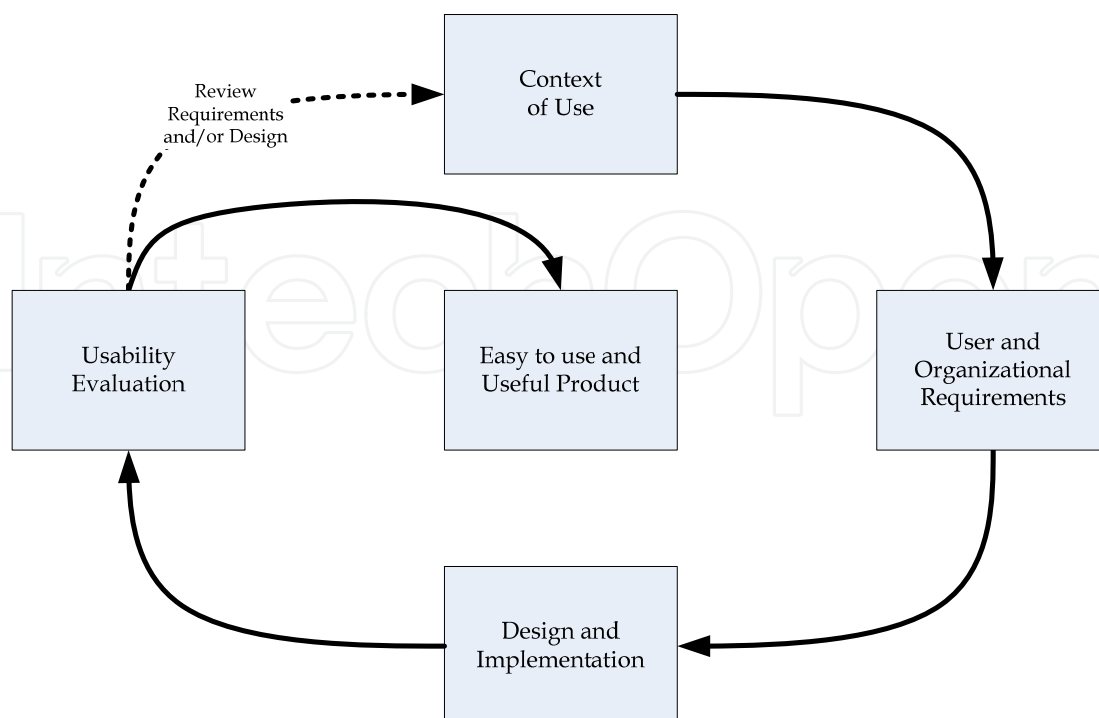 Review
Requirements
and/or Design
Context
of Use
Usability
Evaluation
Easy to use and
Useful Product
User and
Organizational
Requirements
Design and
Implementation
IntechOpen